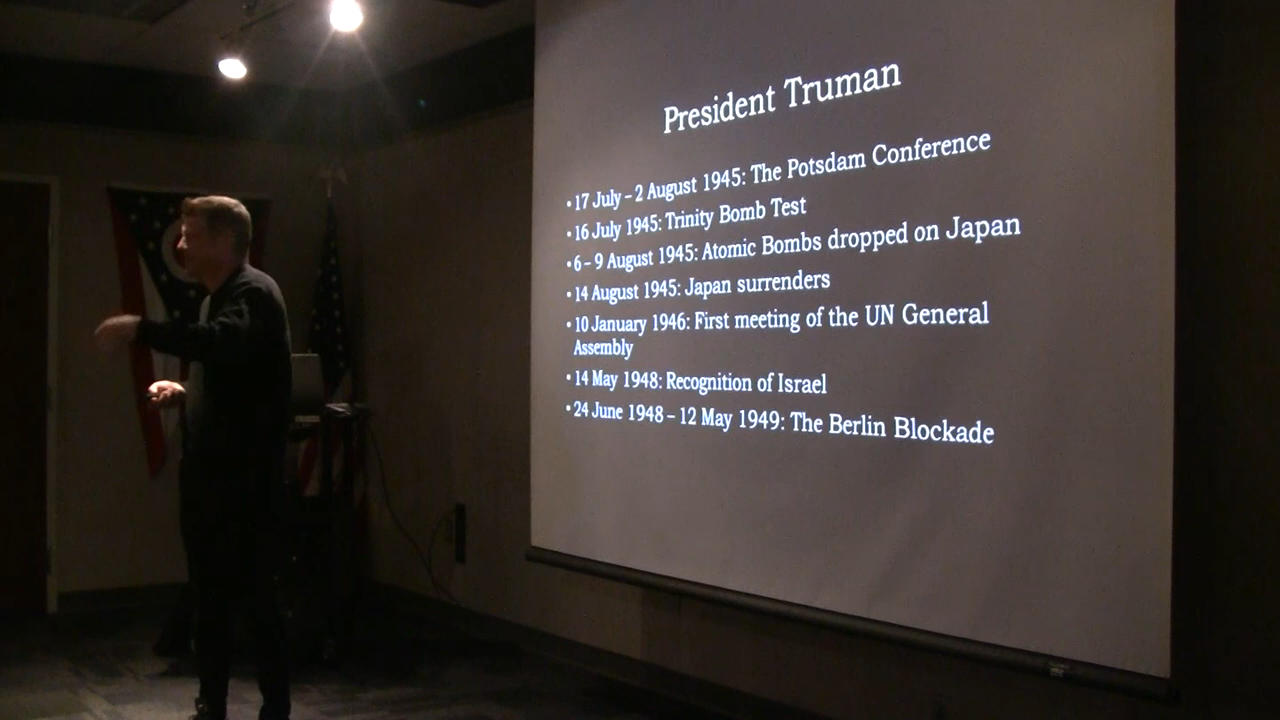 President Truman
• 17 July – 2 August 1945: The Potsdam Conference
• 16 July 1945: Trinity Bomb Test
• 6 – 9 August 1945: Atomic Bombs dropped on Japan
• 14 August 1945: Japan surrenders
• 10 January 1946: First meeting of the UN General
Assembly
• 14 May 1948: Recognition of Israel
• 24 June 1948 – 12 May 1949: The Berlin Blockade